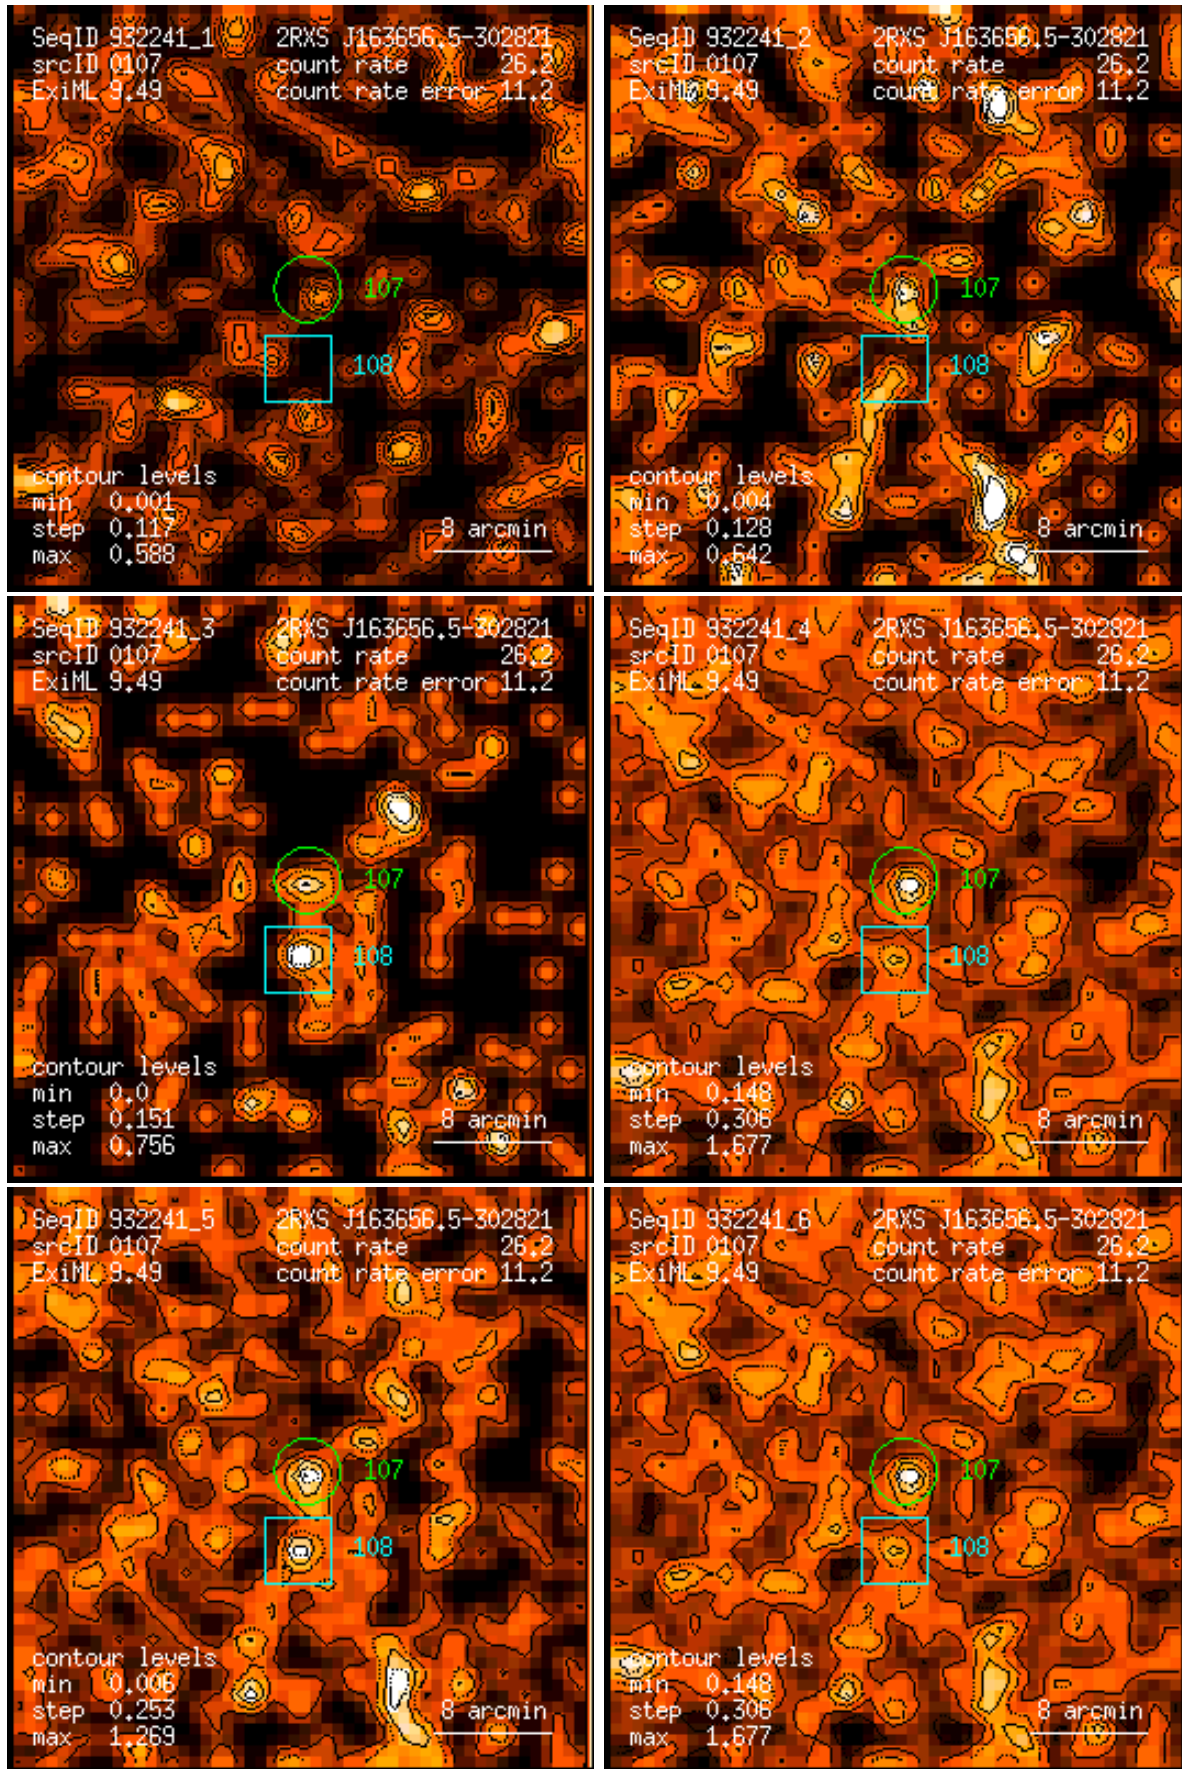 SeqID 932241_1 2RXS J163656.5-302821
srcID 0107 count rate 26.2
ExiML 9.49 count rate error 11.2
107
108
contour levels
min 0.001
step 0.117 8 arcmin
max 0.588
SeqID 932241_2 2RXS J163656.5-302821
srcID 0107 count rate 26.2
ExiML 9.49 count rate error 11.2
107
108
contour levels
min 0.004
step 0.128 8 arcmin
max 0.642
SeqID 932241_3 2RXS J163656.5-302821
srcID 0107 count rate 26.2
ExiML 9.49 count rate error 11.2
107
108
contour levels
min 0.0
step 0.151 8 arcmin
max 0.756
SeqID 932241_4 2RXS J163656.5-302821
srcID 0107 count rate 26.2
ExiML 9.49 count rate error 11.2
107
108
contour levels
min 0.148
step 0.306 8 arcmin
max 1.677
SeqID 932241_5 2RXS J163656.5-302821
srcID 0107 count rate 26.2
ExiML 9.49 count rate error 11.2
107
108
contour levels
min 0.006
step 0.253 8 arcmin
max 1.269
SeqID 932241_6 2RXS J163656.5-302821
srcID 0107 count rate 26.2
ExiML 9.49 count rate error 11.2
107
108
contour levels
min 0.148
step 0.306 8 arcmin
max 1.677